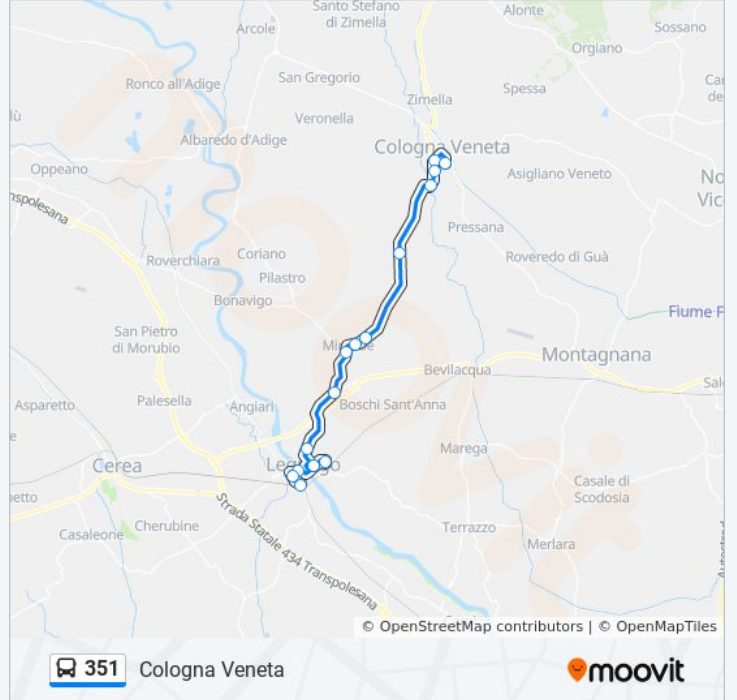 Santo Stefano
di Zimella
Alonte
Arcole
Sossano
Orgiano
San Gregorio
Ronco all'Adige
Spessa
Zimella
Veronella
Albaredo d'Adige
Cologna Veneta
Oppeano
Asigliano Veneto
Pressana
Coriano
Roverchiara
Roveredo di Guà
Pilastro
Bonavigo
Fiume F
San Pietro
di Morubio
Montagnana
Bevilacqua
Palesella
Angiari
Boschi Sant'Anna
Asparetto
Marega
Cerea
Casale di
Scodosia
Strada Statale 434 Transpolesana
Cherubine
Casaleone
Terrazzo
Merlara
© OpenStreetMap contributors | © OpenMapTiles
351 Cologna Veneta
moovit